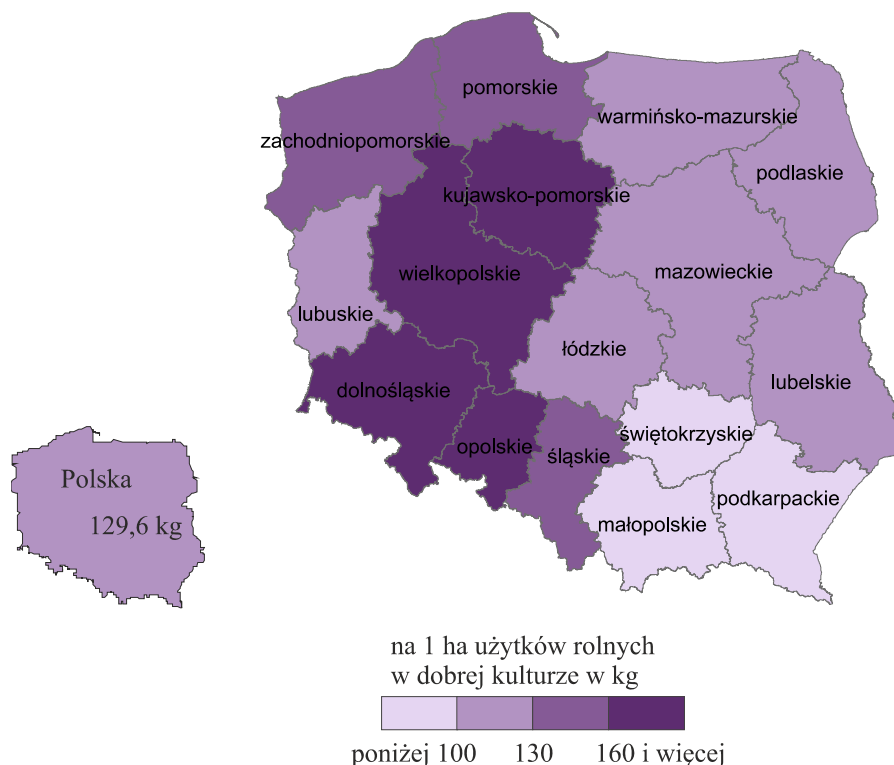 pomorskie
warmińsko-mazurskie
zachodniopomorskie
podlaskie
kujawsko-pomorskie
wielkopolskie
mazowieckie
lubuskie
łódzkie
dolnośląskie
lubelskie
opolskie
śląskie
świętokrzyskie
podkarpackie
małopolskie
Polska
129,6 kg
na 1 ha użytków rolnych
w dobrej kulturze w kg
poniżej 100 130 160 i więcej